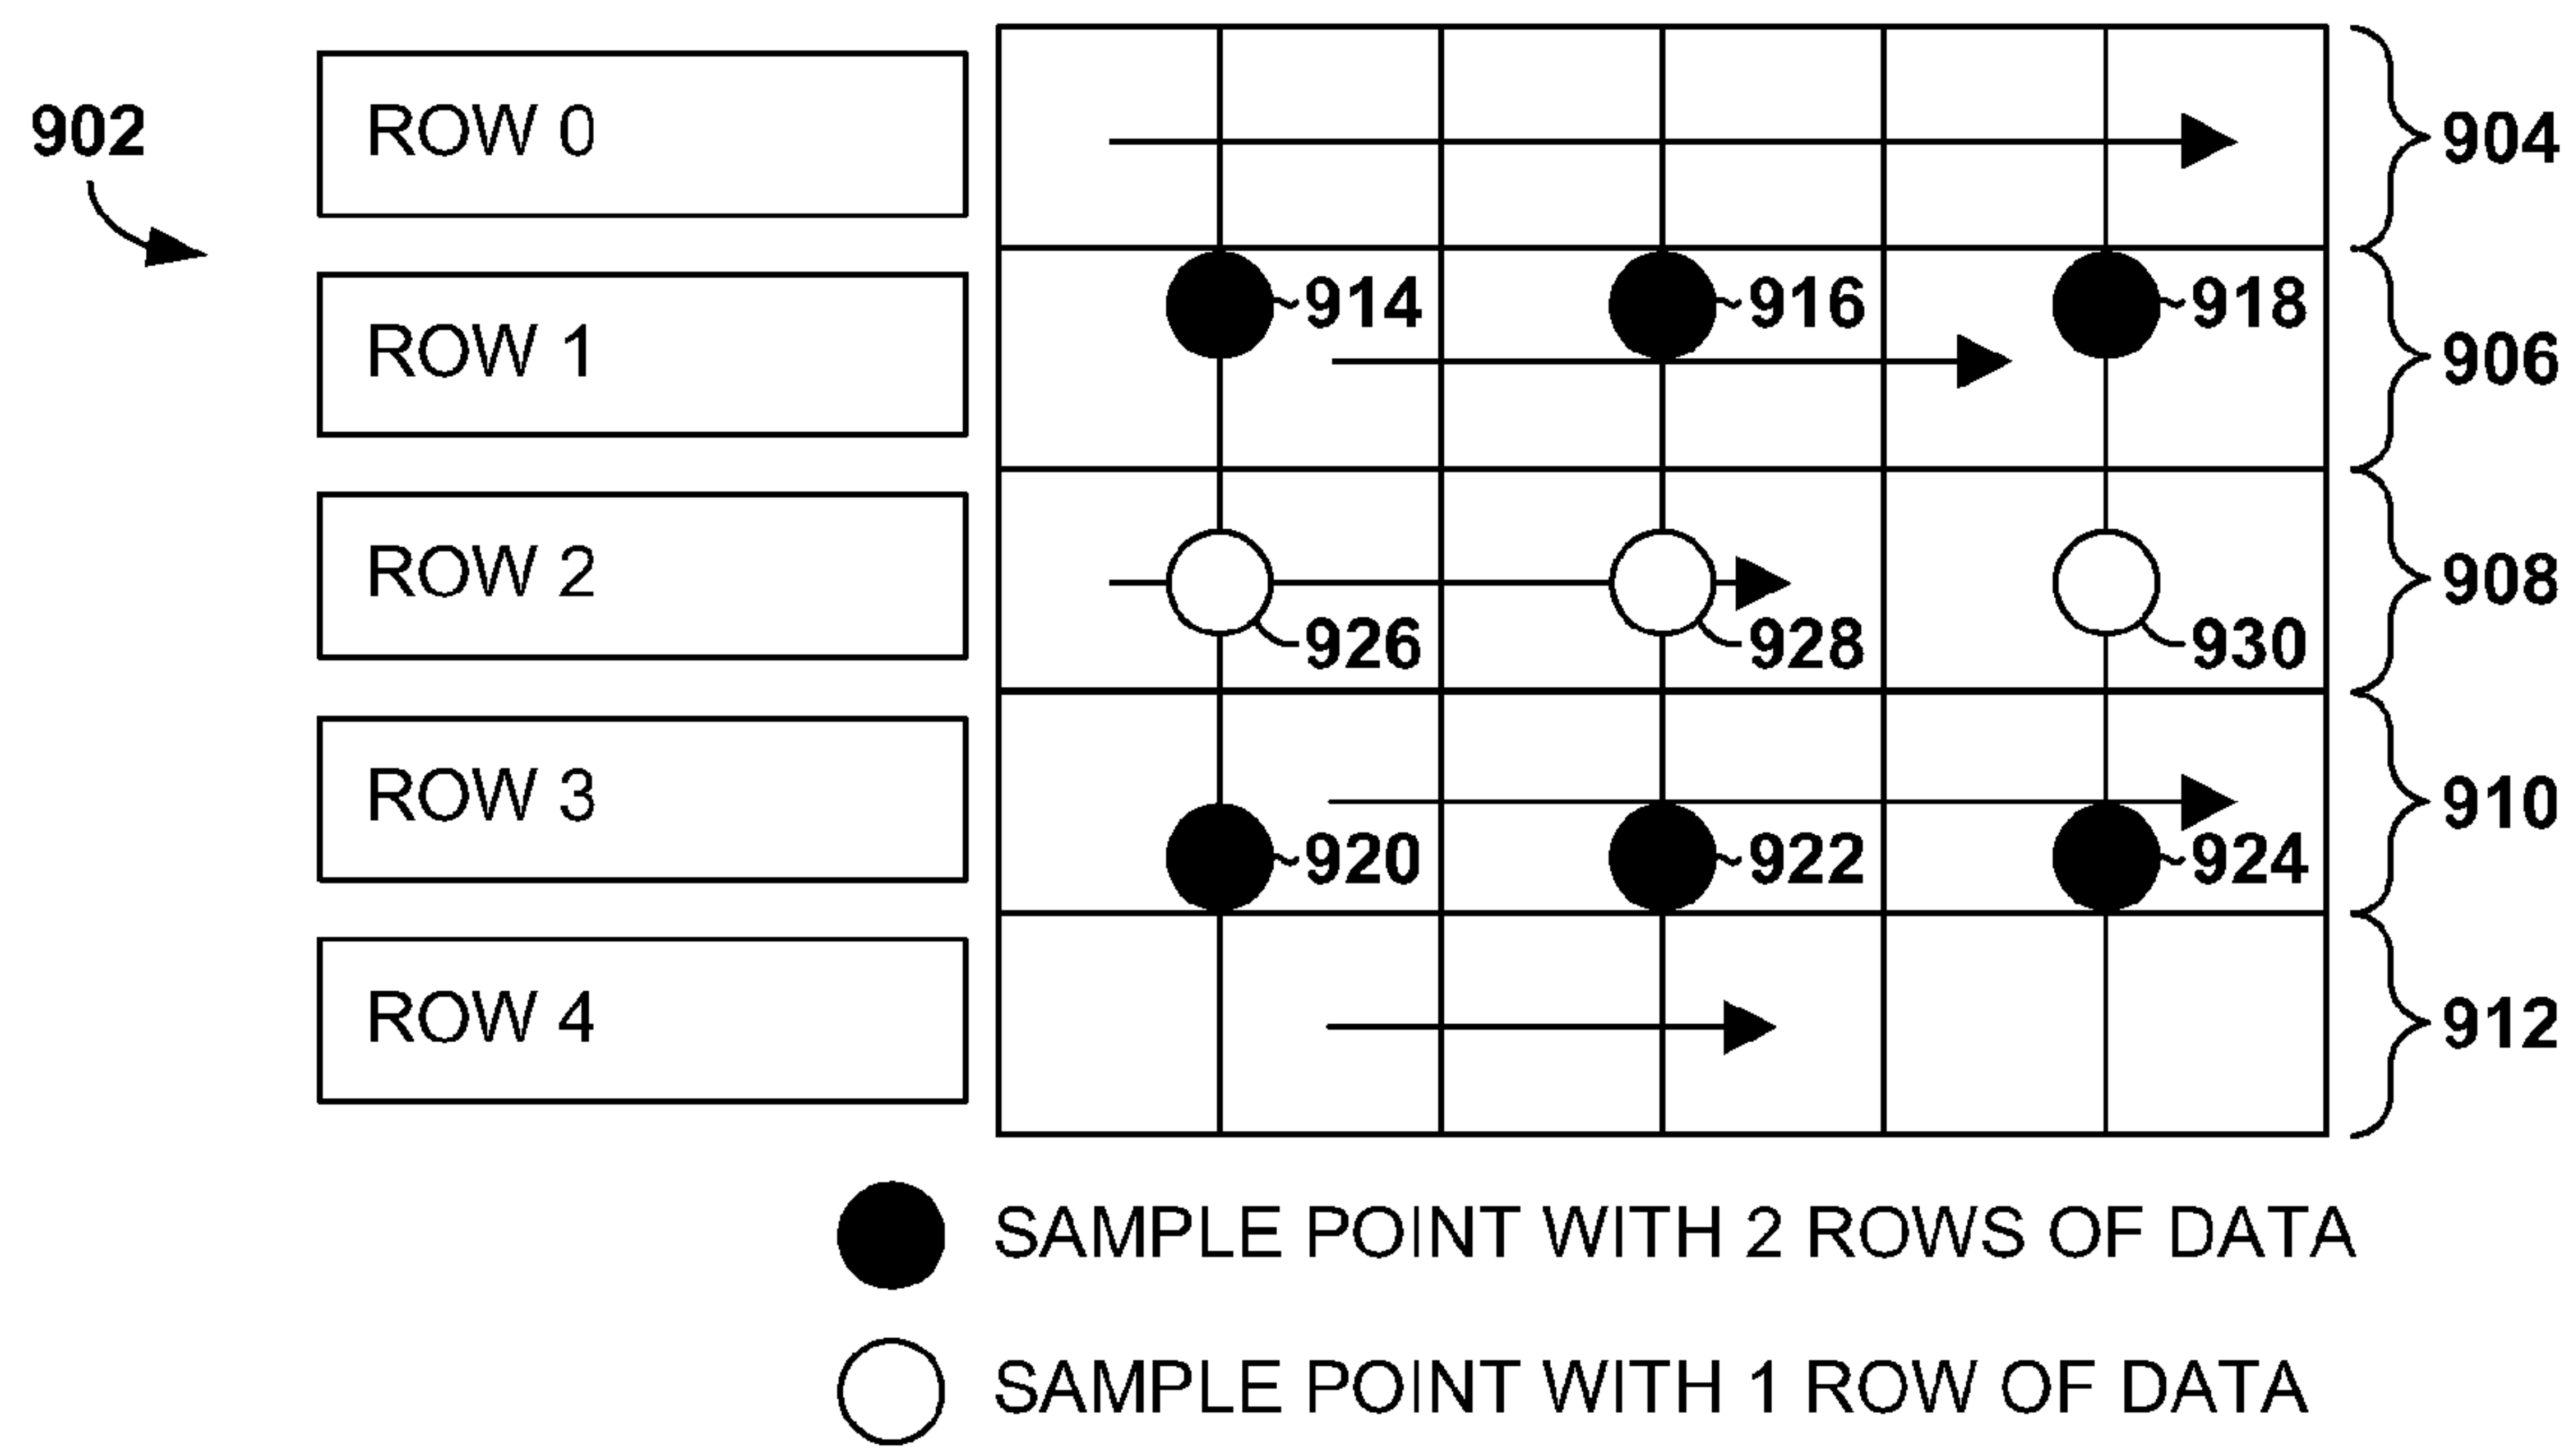 902
ROW 0
904
ROW 1
914
916
918
906
ROW 2
926
928
930
908
ROW 3
920
922
924
910
ROW 4
912
SAMPLE POINT WITH 2 ROWS OF DATA
SAMPLE POINT WITH 1 ROW OF DATA